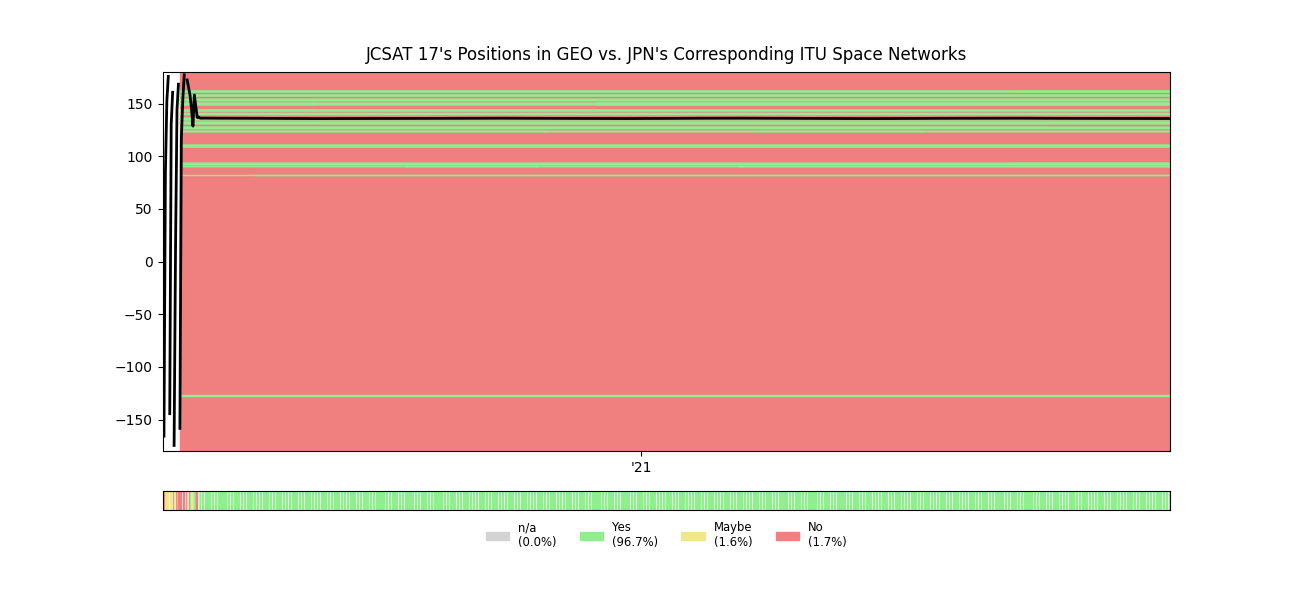 JCSAT 17's Positions in GEO vs. JPN's Corresponding ITU Space Networks
150
100
50
0
−50
−100
−150
'21
n/a
(0.0%)
Yes
(96.7%)
Maybe
(1.6%)
No
(1.7%)